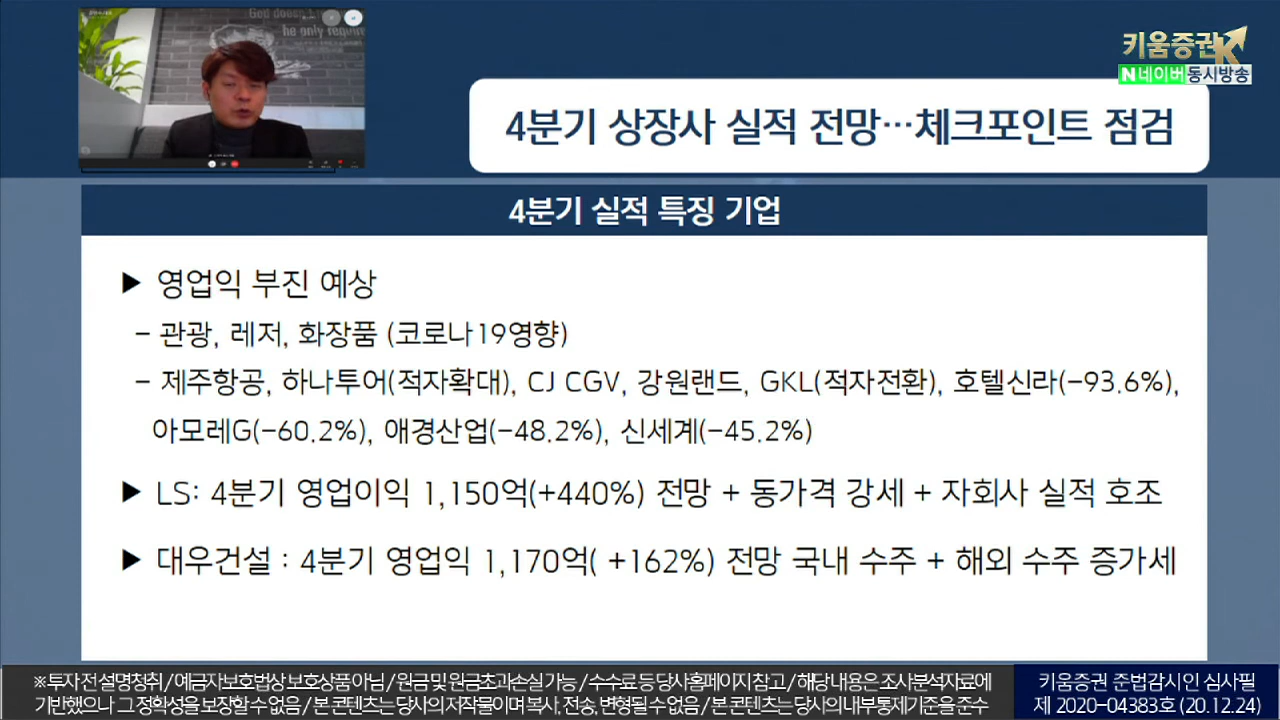 God doesn't
he only requir
키움증권K
N네이버 동시방송
4분기 상장사 실적 전망…체크포인트 점검
4분기 실적 특징 기업
▶ 영업익 부진 예상
- 관광, 레저, 화장품 (코로나19영향)
- 제주항공, 하나투어(적자확대), CJ CGV, 강원랜드, GKL(적자전환), 호텔신라(-93.6%),
아모레G(-60.2%), 애경산업(-48.2%), 신세계(-45.2%)
▶ LS: 4분기 영업이익 1,150억(+440%) 전망 + 동가격 강세 + 자회사 실적 호조
▶ 대우건설 : 4분기 영업익 1,170억( +162%) 전망 국내 수주 + 해외 수주 증가세
※ 투자 전 설명청취 / 예금자보호법상 보호상품 아님 / 원금 및 원금초과손실 가능 / 수수료 등 당사홈페이지 참고 / 해당 내용은 조사분석자료에
기반했으나 그 정확성을 보장할 수 없음 / 본 콘텐츠는 당사의 저작물이며 복사, 전송, 변형될 수 없음 / 본 콘텐츠는 당사의 내부통제기준을 준수
키움증권 준법감시인 심사필
제 2020-04383호 (20.12.24)